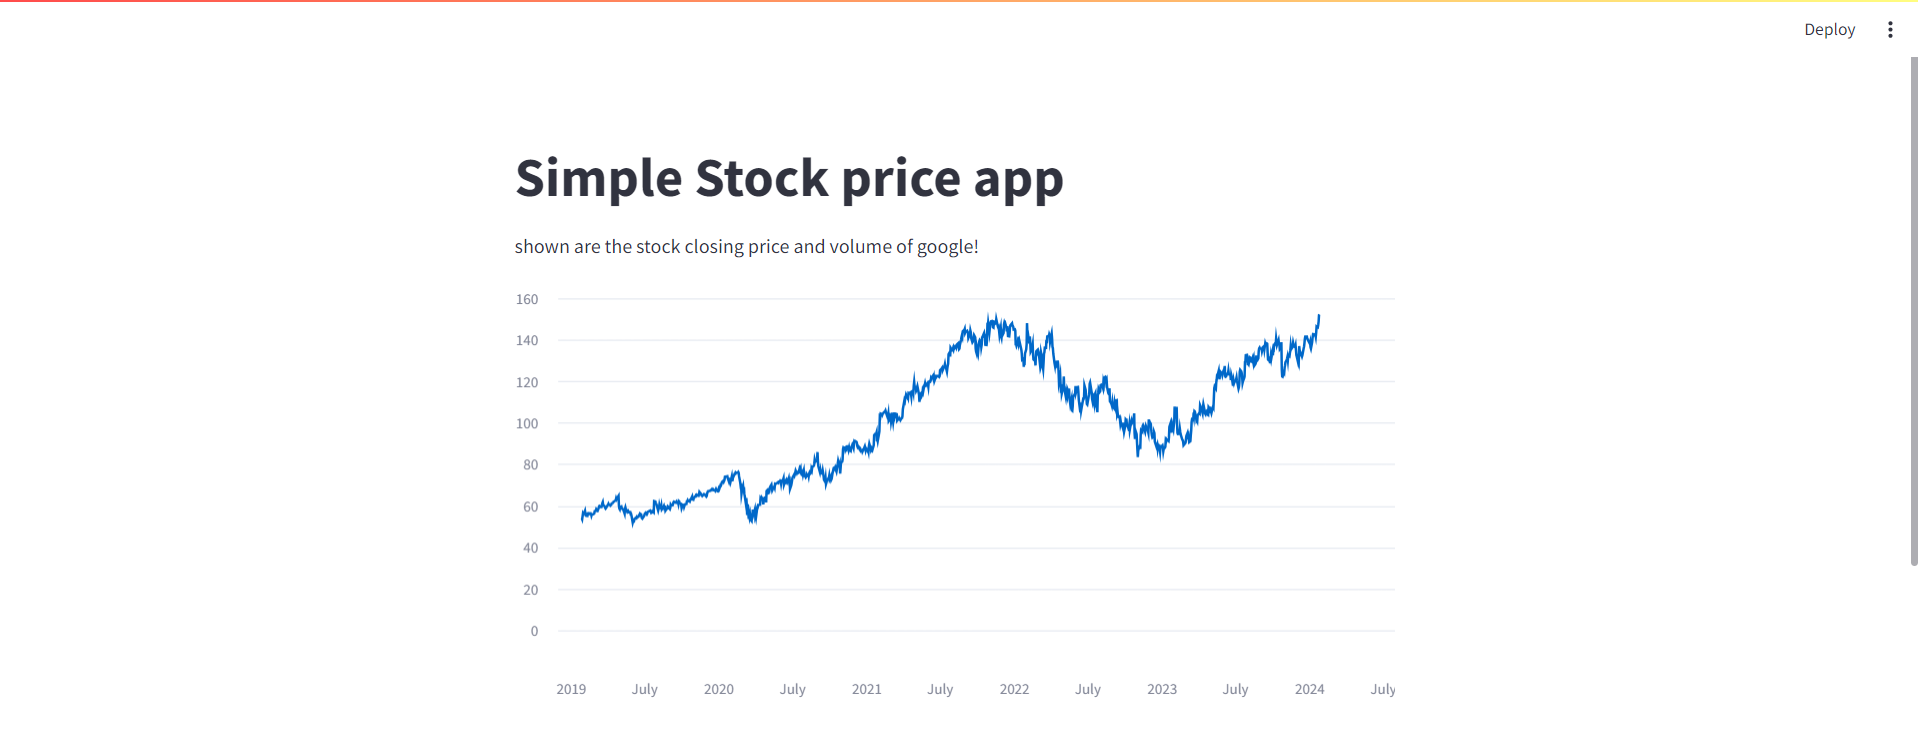 Deploy
Simple Stock price app
shown are the stock closing price and volume of google!
160
140
120
100
80
60
40
20
0
2019 July 2020 July 2021 July 2022 July 2023 July 2024 July